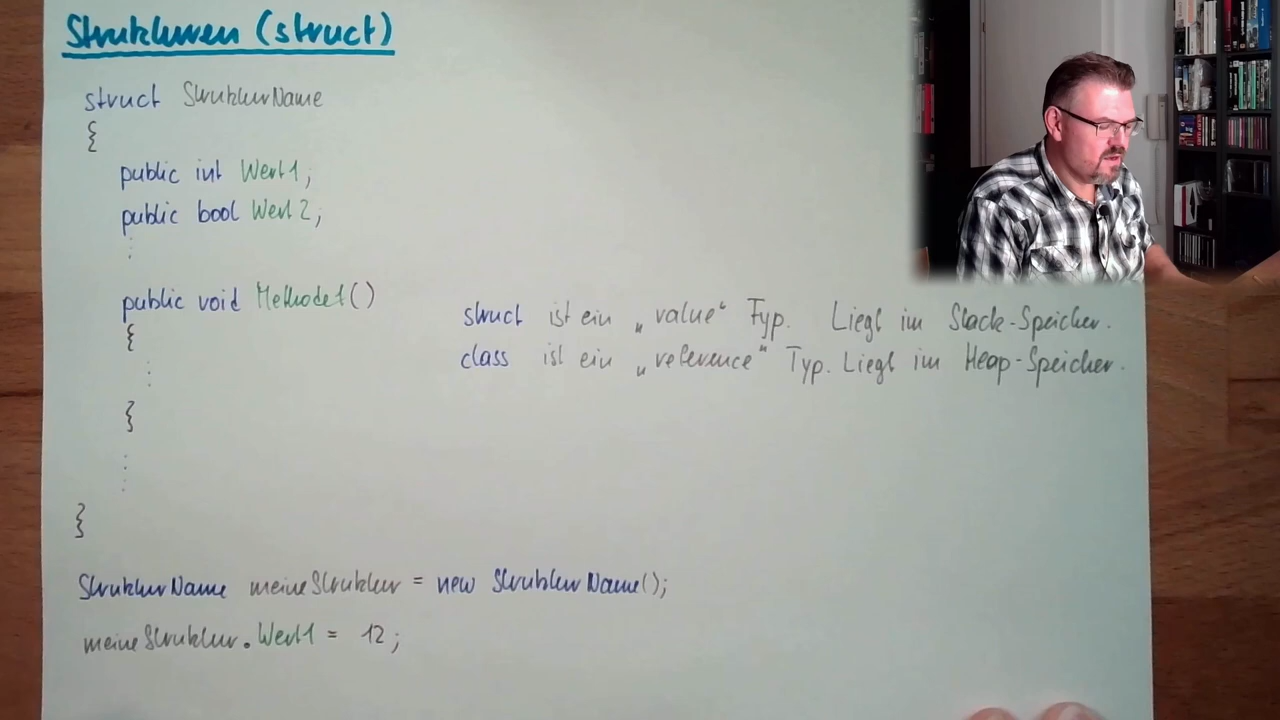 Strukturen (struct)
struct StrukturName
{
public int Wert1;
public bool Wert2;
public void Methode1()
{
}
}
struct ist ein „value“ Typ. Liegt im Stack-Speicher.
class ist ein „reference“ Typ. Liegt im Heap-Speicher.
StrukturName meineStruktur = new StrukturName();
meineStruktur.Wert1 = 12;